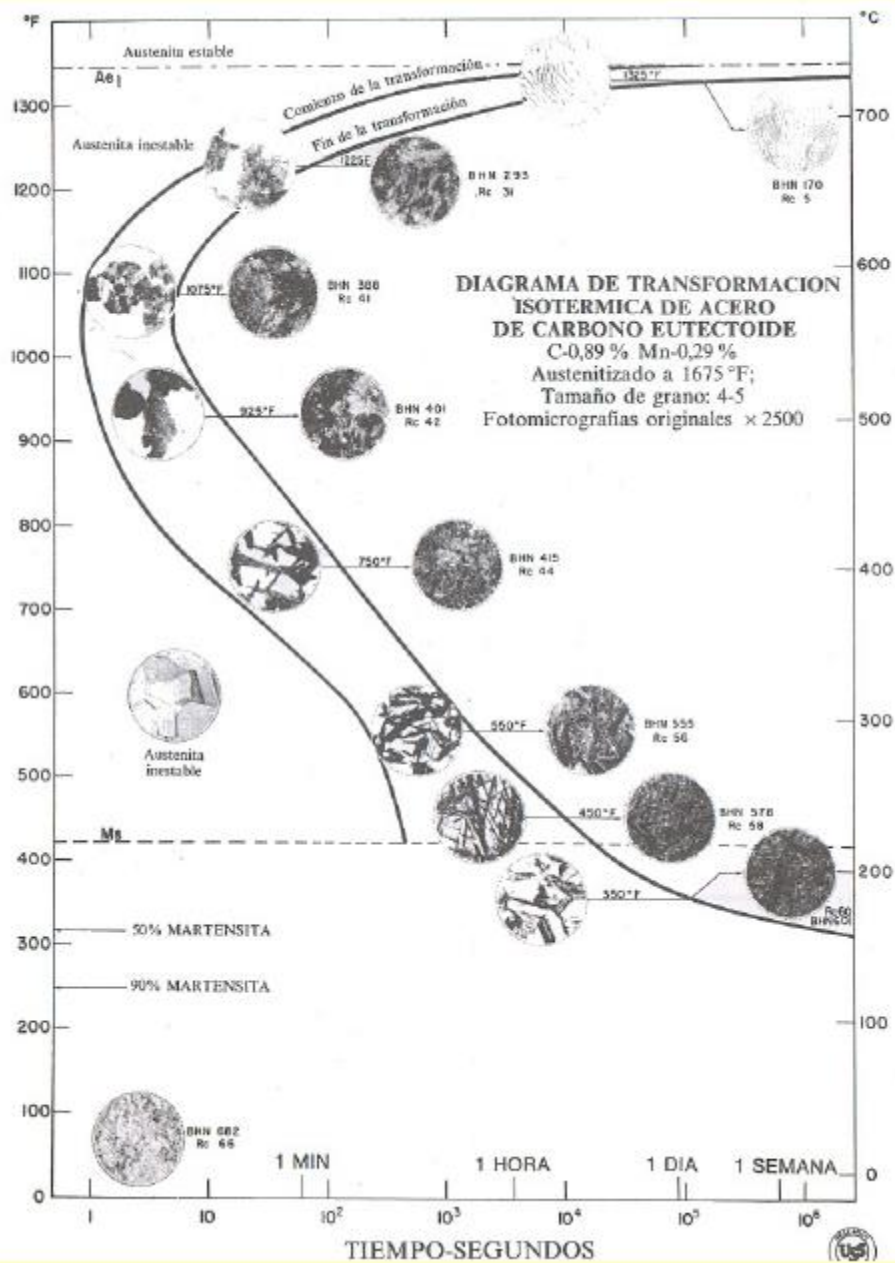 °F
°C
Austenita estable
Ae1
1300
Comienzo de la transformación
1325°F
Fin de la transformación
700
Austenita inestable
1225F
BHN 293
Rc 31
BHN 170
Rc 5
1200
1100
1075°F
BHN 388
Rc 41
600
DIAGRAMA DE TRANSFORMACION
ISOTERMICA DE ACERO
DE CARBONO EUTECTOIDE
C-0,89 % Mn-0,29 %
Austenitizado a 1675 °F;
Tamaño de grano: 4-5
Fotomicrografias originales × 2500
1000
925°F
BHN 401
Rc 42
500
930
800
750°F
BHN 415
Rc 44
400
700
600
550°F
BHN 555
Rc 56
300
Austenita
inestable
500
450°F
BHN 578
Rc 58
Ms
400
350°F
200
Rc60
BHN601
50% MARTENSITA
300
90% MARTENSITA
200
100
100
BHN 682
Rc 66
1 MIN
1 HORA
1 DIA
1 SEMANA
0
0
1
10
10²
10³
10⁴
10⁵
10⁶
TIEMPO-SEGUNDOS
USS